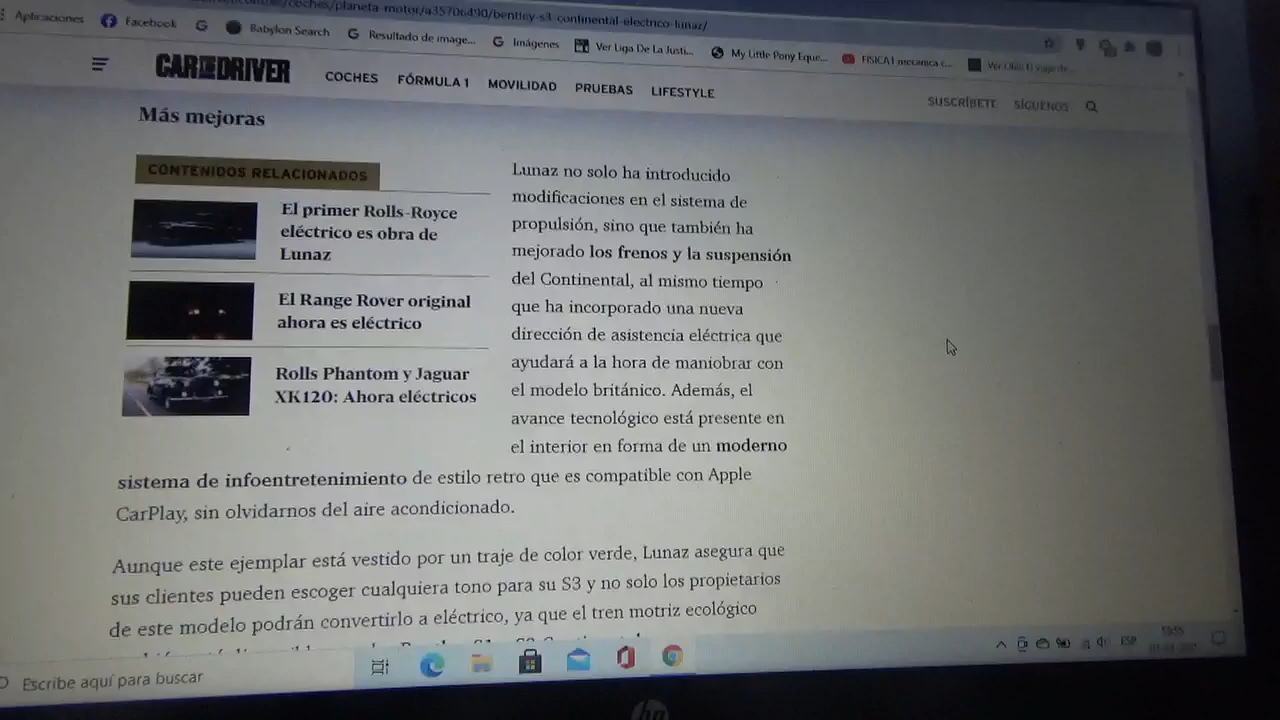 /coches/planeta-motor/a35706490/bentley-s3-continental-electrico-lunaz/
Aplicaciones Facebook Babylon Search Resultado de image... Imágenes Ver Liga De La Justi... My Little Pony Eque... FISICA I mecanica c...
CAR AND DRIVER COCHES FÓRMULA 1 MOVILIDAD PRUEBAS LIFESTYLE SUSCRÍBETE SÍGUENOS
Más mejoras
CONTENIDOS RELACIONADOS
El primer Rolls-Royce
eléctrico es obra de
Lunaz
El Range Rover original
ahora es eléctrico
Rolls Phantom y Jaguar
XK120: Ahora eléctricos
Lunaz no solo ha introducido
modificaciones en el sistema de
propulsión, sino que también ha
mejorado los frenos y la suspensión
del Continental, al mismo tiempo
que ha incorporado una nueva
dirección de asistencia eléctrica que
ayudará a la hora de maniobrar con
el modelo británico. Además, el
avance tecnológico está presente en
el interior en forma de un moderno
sistema de infoentretenimiento de estilo retro que es compatible con Apple
CarPlay, sin olvidarnos del aire acondicionado.
Aunque este ejemplar está vestido por un traje de color verde, Lunaz asegura que
sus clientes pueden escoger cualquiera tono para su S3 y no solo los propietarios
de este modelo podrán convertirlo a eléctrico, ya que el tren motriz ecológico
Escribe aquí para buscar
ESP
hp